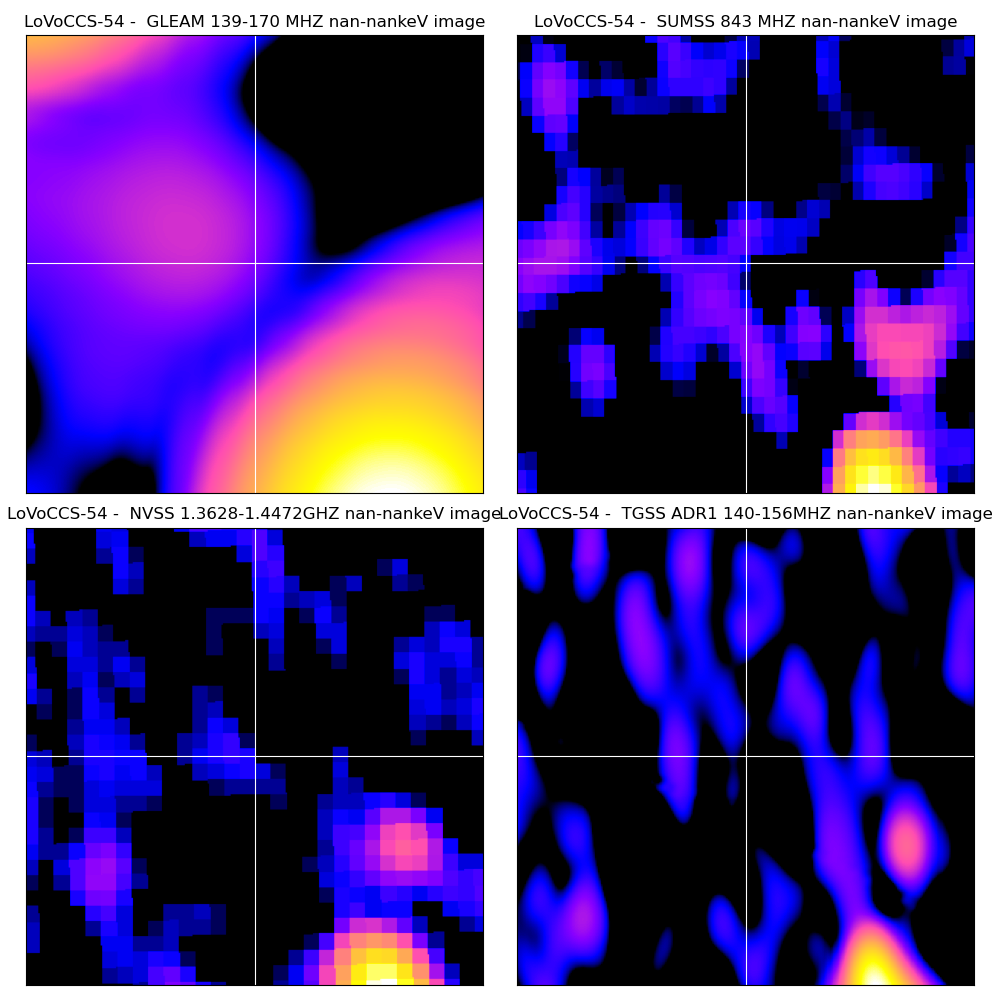 LoVoCCS-54 -  GLEAM 139-170 MHZ nan-nankeV image
LoVoCCS-54 -  SUMSS 843 MHZ nan-nankeV image
LoVoCCS-54 -  NVSS 1.3628-1.4472GHZ nan-nankeV image
LoVoCCS-54 -  TGSS ADR1 140-156MHZ nan-nankeV image